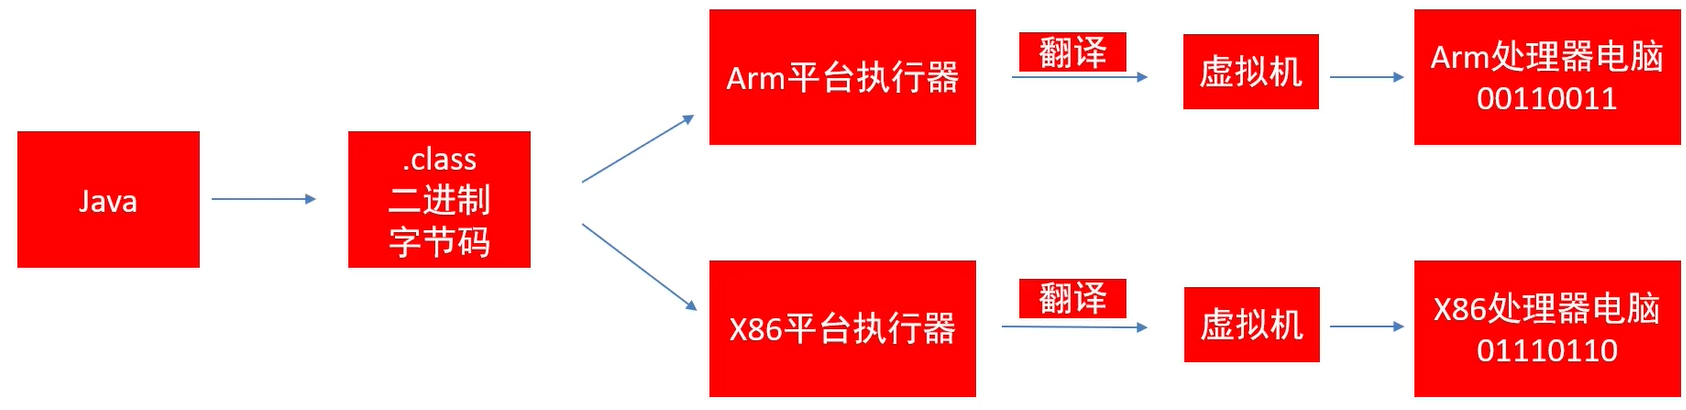 Java
.class
二进制
字节码
Arm平台执行器
翻译
虚拟机
Arm处理器电脑
00110011
X86平台执行器
翻译
虚拟机
X86处理器电脑
01110110